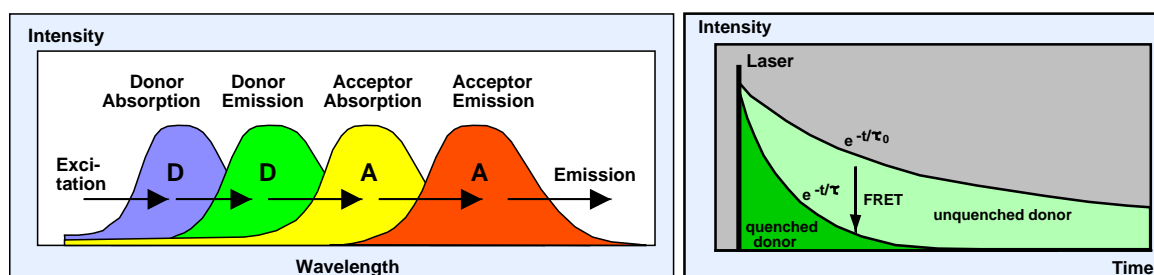 Intensity
Donor Absorption
Donor Emission
Acceptor Absorption
Acceptor Emission
Exci-
tation
D
D
A
A
Emission
Wavelength
Intensity
Laser
e -t/τ0
e -t/τ
FRET
unquenched donor
quenched
donor
Time